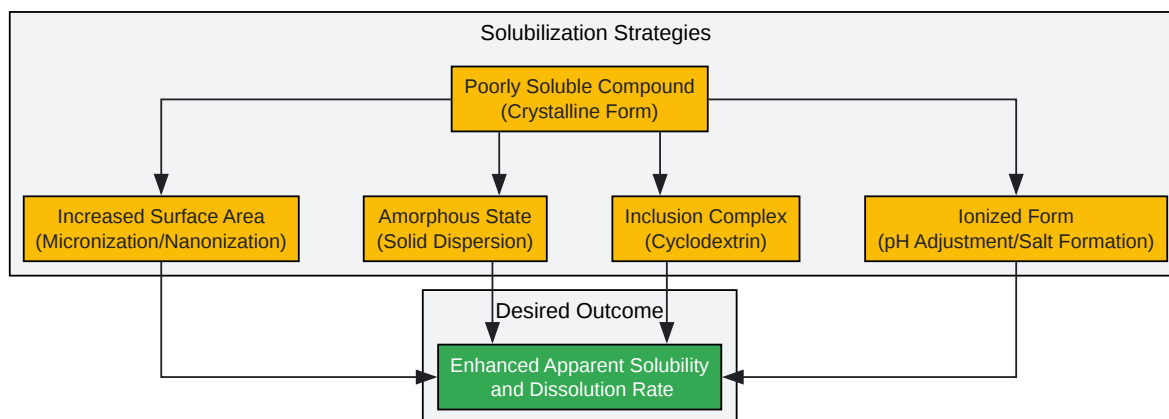 Solubilization Strategies
Poorly Soluble Compound
(Crystalline Form)
Increased Surface Area
(Micronization/Nanonization)
Amorphous State
(Solid Dispersion)
Inclusion Complex
(Cyclodextrin)
Ionized Form
(pH Adjustment/Salt Formation)
Desired Outcome
Enhanced Apparent Solubility
and Dissolution Rate